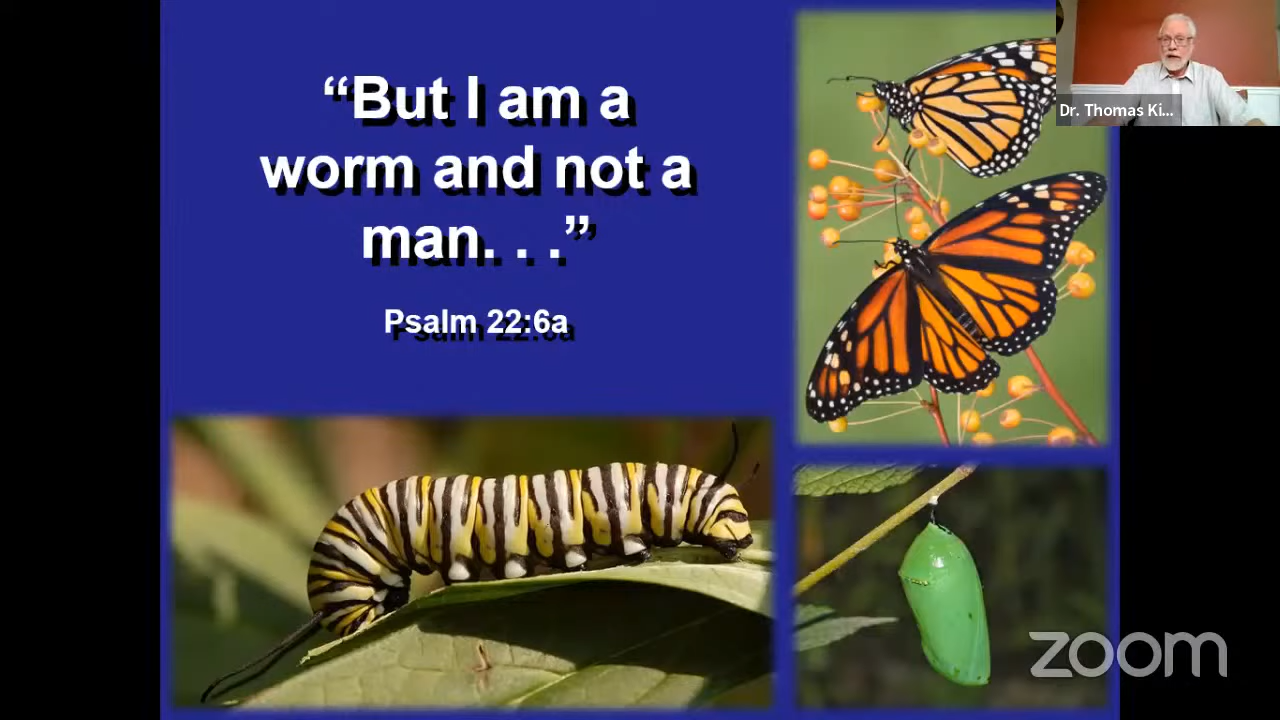 “But I am a
worm and not a
man. . .”
Psalm 22:6a
Dr. Thomas Ki...
zoom